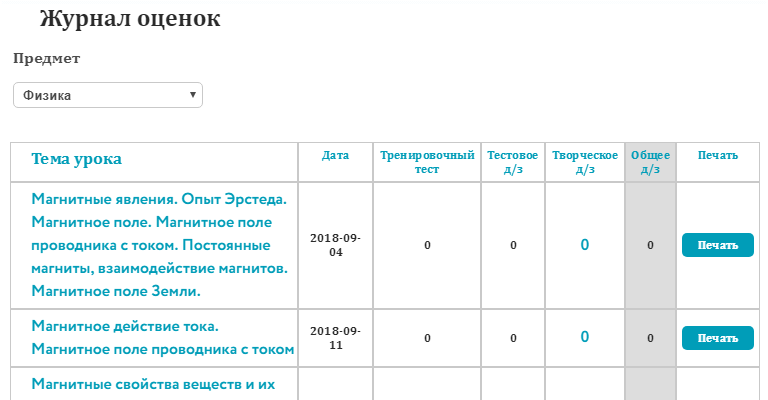 Журнал оценок
Предмет
Физика
Тема урока
Дата
Тренировочный
тест
Тестовое
д/з
Творческое
д/з
Общее
д/з
Печать
Магнитные явления. Опыт Эрстеда.
Магнитное поле. Магнитное поле
проводника с током. Постоянные
магниты, взаимодействие магнитов.
Магнитное поле Земли.
2018-09-
04
0
0
0
0
Печать
Магнитное действие тока.
Магнитное поле проводника с током
2018-09-
11
0
0
0
0
Печать
Магнитные свойства веществ и их